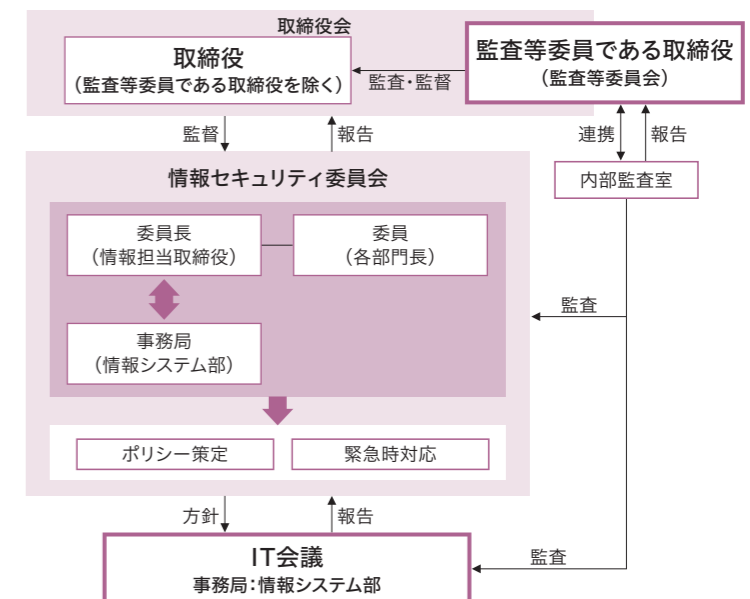 取締役会
取締役
（監査等委員である取締役を除く）
監査・監督
監査等委員である取締役
（監査等委員会）
監督
報告
連携
報告
内部監査室
情報セキュリティ委員会
委員長
（情報担当取締役）
委員
（各部門長）
事務局
（情報システム部）
監査
ポリシー策定
緊急時対応
方針
報告
IT会議
事務局：情報システム部
監査